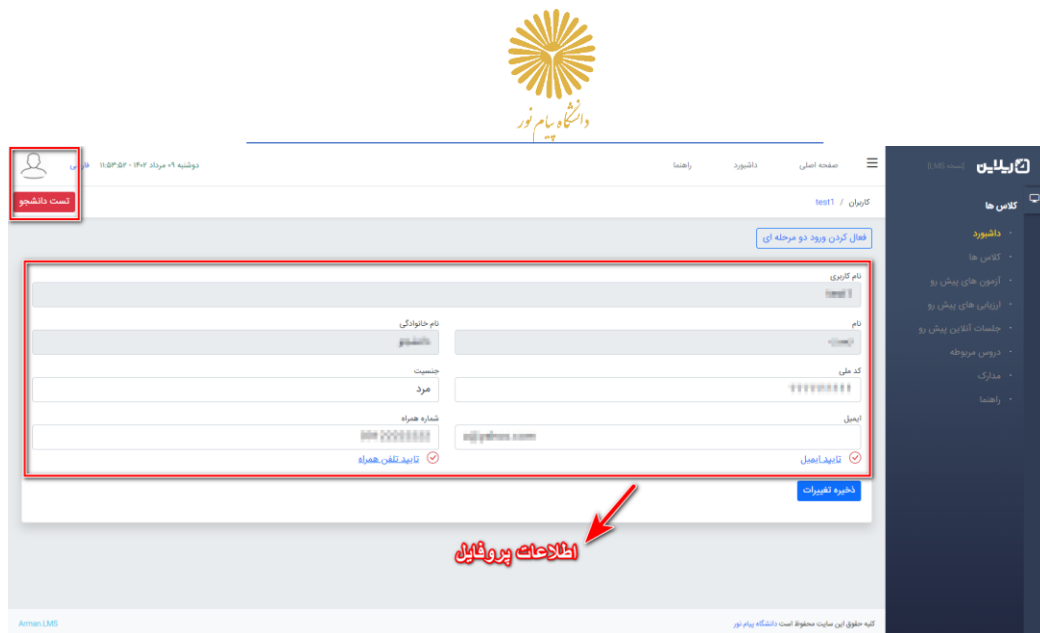 دانشگاه پیام نور
ریلاین [تست LMS]
صفحه اصلی داشبورد راهنما دوشنبه ۰۹ مرداد ۱۴۰۲ - ۱۱:۵۳:۵۲ فارسی
تست دانشجو
کاربران / test1
کلاس ها
داشبورد
کلاس ها
آزمون های پیش رو
ارزیابی های پیش رو
جلسات آنلاین پیش رو
دروس مربوطه
مدارک
راهنما
فعال کردن ورود دو مرحله ای
نام کاربری
نام نام خانوادگی
کد ملی جنسیت
مرد
ایمیل شماره همراه
تایید ایمیل تایید تلفن همراه
ذخیره تغییرات
اطلاعات پروفایل
کلیه حقوق این سایت محفوظ است دانشگاه پیام نور
Arman LMS